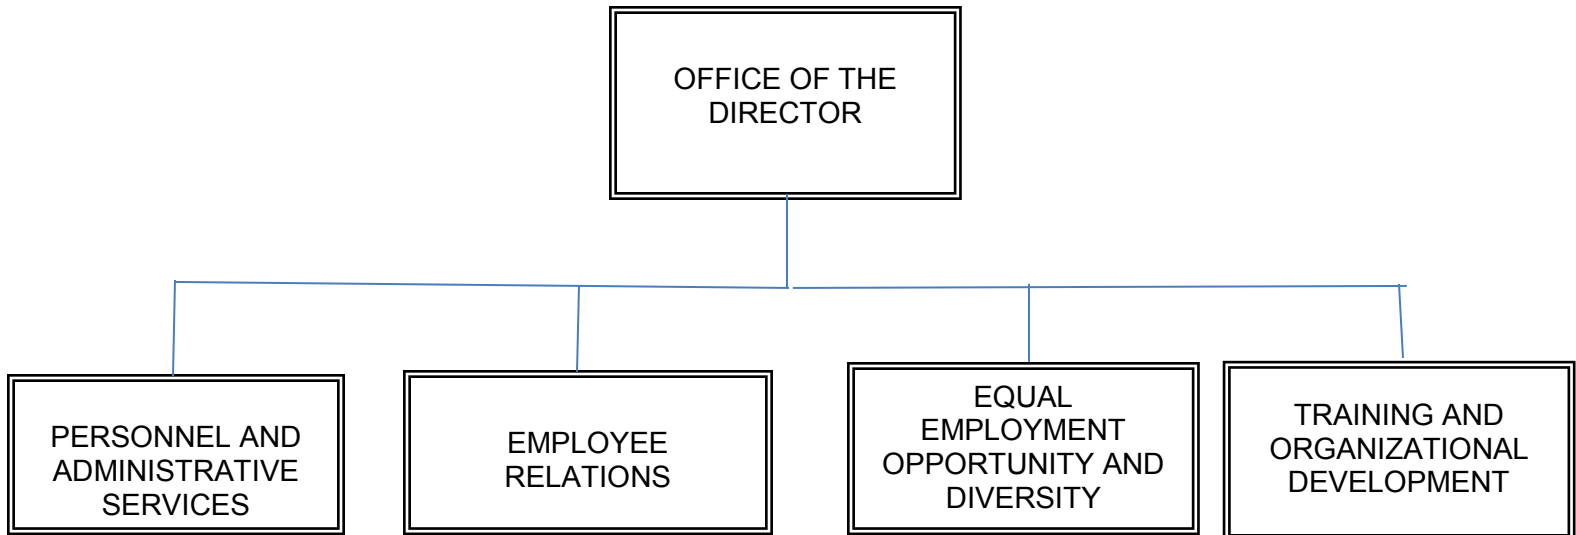 OFFICE OF THE
DIRECTOR
PERSONNEL AND
ADMINISTRATIVE
SERVICES
EMPLOYEE
RELATIONS
EQUAL
EMPLOYMENT
OPPORTUNITY AND
DIVERSITY
TRAINING AND
ORGANIZATIONAL
DEVELOPMENT